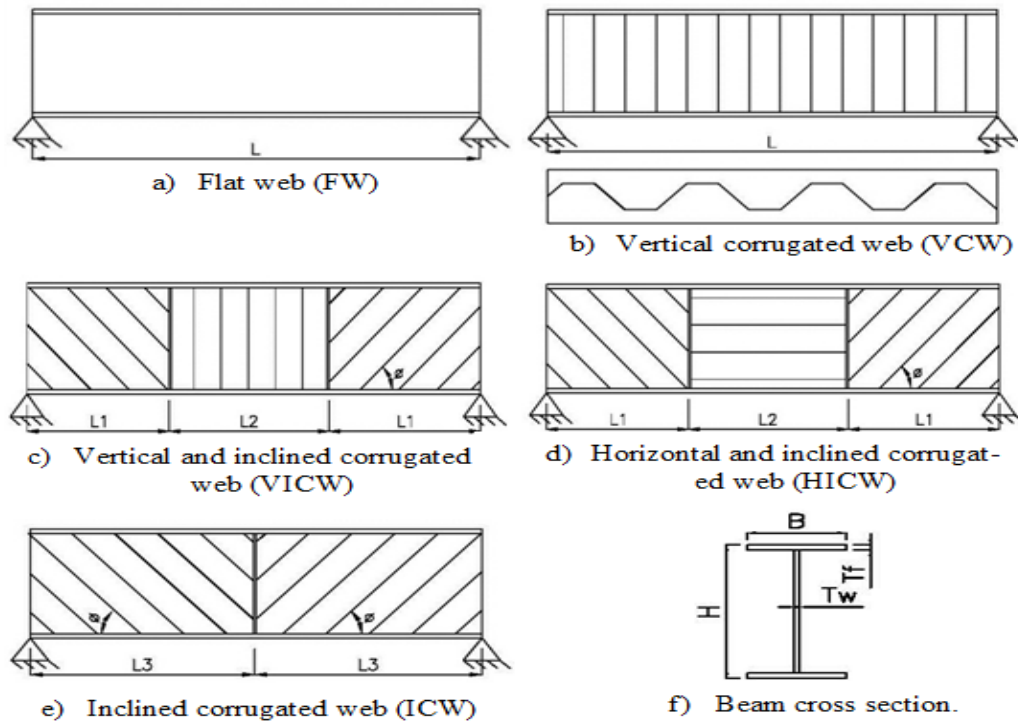 L
a) Flat web (FW)
L
b) Vertical corrugated web (VCW)
ø
L1 L2 L1
c) Vertical and inclined corrugated
web (VICW)
ø
L1 L2 L1
d) Horizontal and inclined corrugat-
ed web (HICW)
ø ø
L3 L3
e) Inclined corrugated web (ICW)
B
H
Tf
Tw
f) Beam cross section.